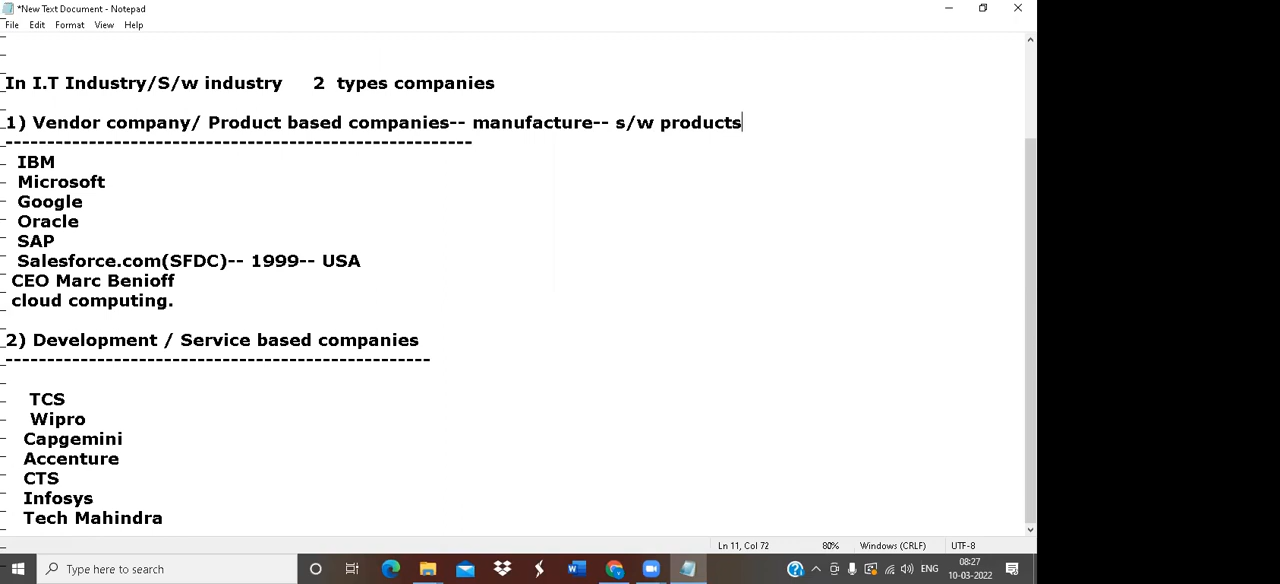 *New Text Document - Notepad
File Edit Format View Help
In I.T Industry/S/w industry 2 types companies
1) Vendor company/ Product based companies-- manufacture-- s/w products
---------------------------------------------------------
IBM
Microsoft
Google
Oracle
SAP
Salesforce.com(SFDC)-- 1999-- USA
CEO Marc Benioff
cloud computing.
2) Development / Service based companies
----------------------------------------------------
TCS
Wipro
Capgemini
Accenture
CTS
Infosys
Tech Mahindra
Ln 11, Col 72 80% Windows (CRLF) UTF-8
Type here to search
ENG
08:27
10-03-2022